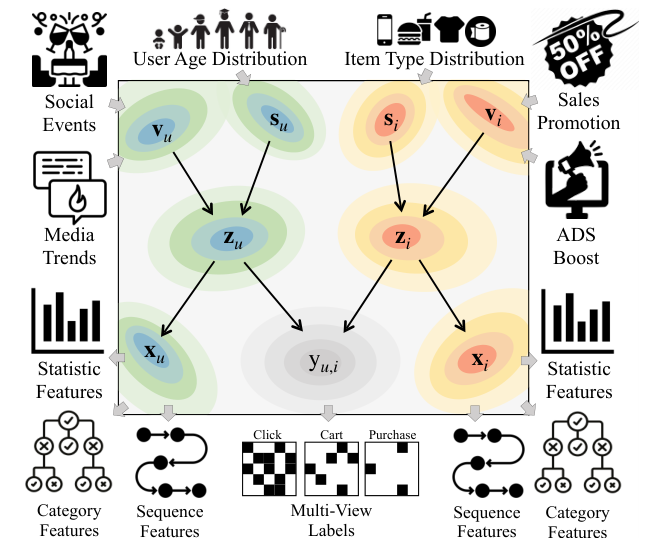 User Age Distribution
Item Type Distribution
50%
OFF
Social
Events
Sales
Promotion
v_u
s_u
s_i
v_i
Media
Trends
ADS
Boost
z_u
z_i
Statistic
Features
x_u
y_{u,i}
x_i
Statistic
Features
Click
Cart
Purchase
Category
Features
Sequence
Features
Multi-View
Labels
Sequence
Features
Category
Features